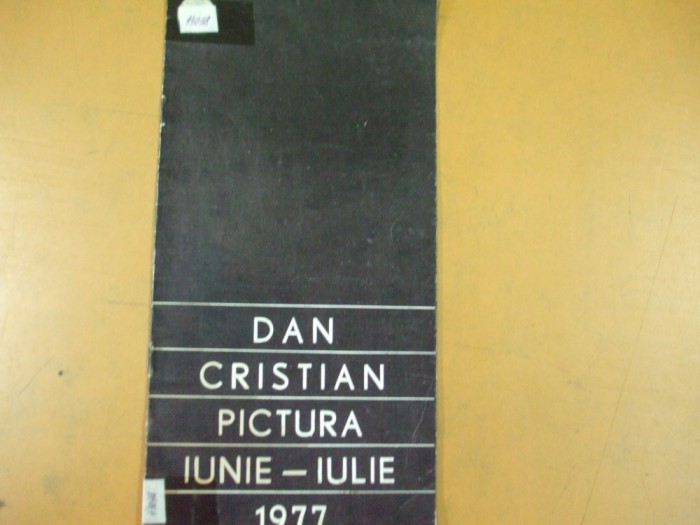 DAN
CRISTIAN
PICTURA
IUNIE — IULIE
1977